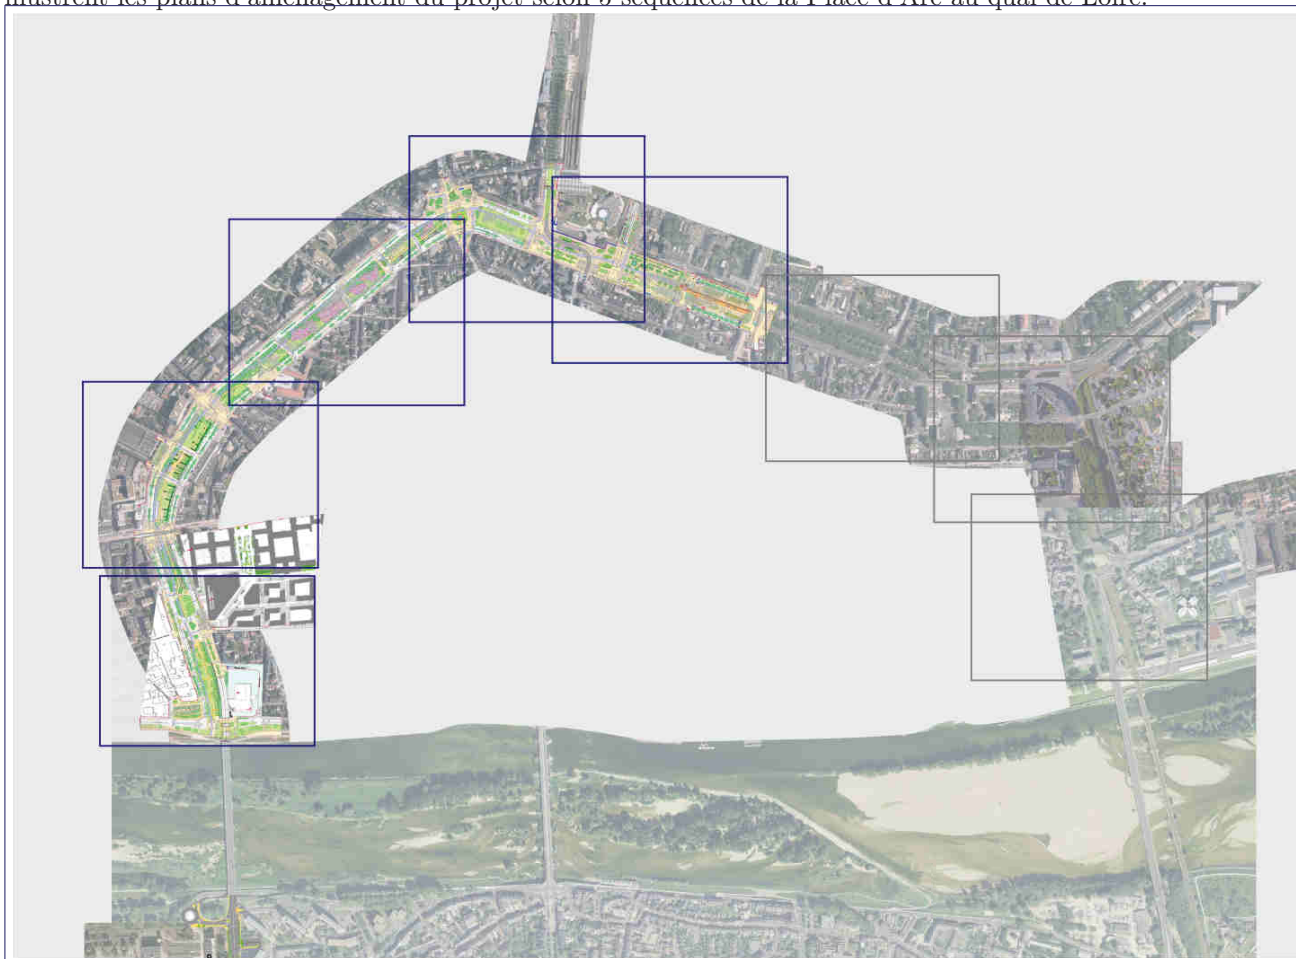 illustrent les plans d'aménagement du projet selon 5 séquences de la Place d'Arc au quai de Loire.